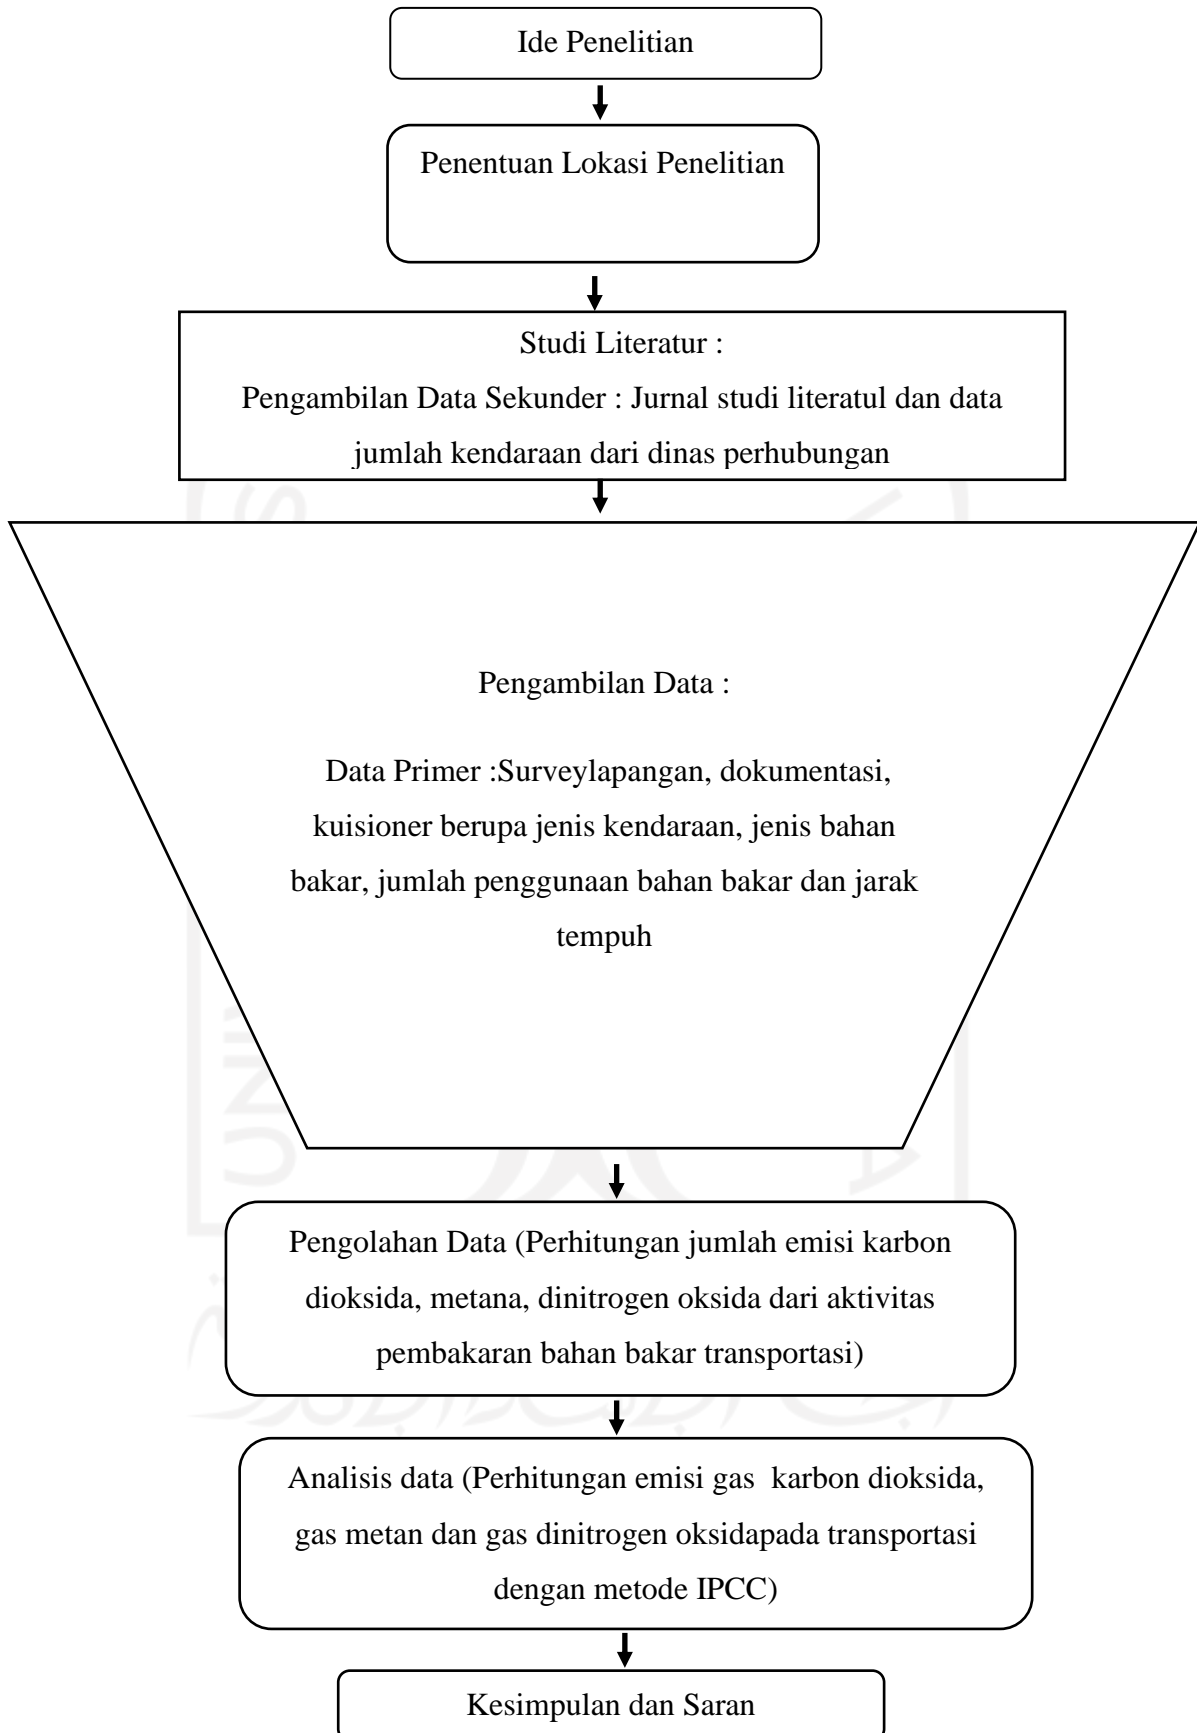 Ide Penelitian
Penentuan Lokasi Penelitian
Studi Literatur :
Pengambilan Data Sekunder : Jurnal studi literatul dan data
jumlah kendaraan dari dinas perhubungan
Pengambilan Data :
Data Primer :Surveylapangan, dokumentasi,
kuisioner berupa jenis kendaraan, jenis bahan
bakar, jumlah penggunaan bahan bakar dan jarak
tempuh
Pengolahan Data (Perhitungan jumlah emisi karbon
dioksida, metana, dinitrogen oksida dari aktivitas
pembakaran bahan bakar transportasi)
Analisis data (Perhitungan emisi gas  karbon dioksida,
gas metan dan gas dinitrogen oksidapada transportasi
dengan metode IPCC)
Kesimpulan dan Saran